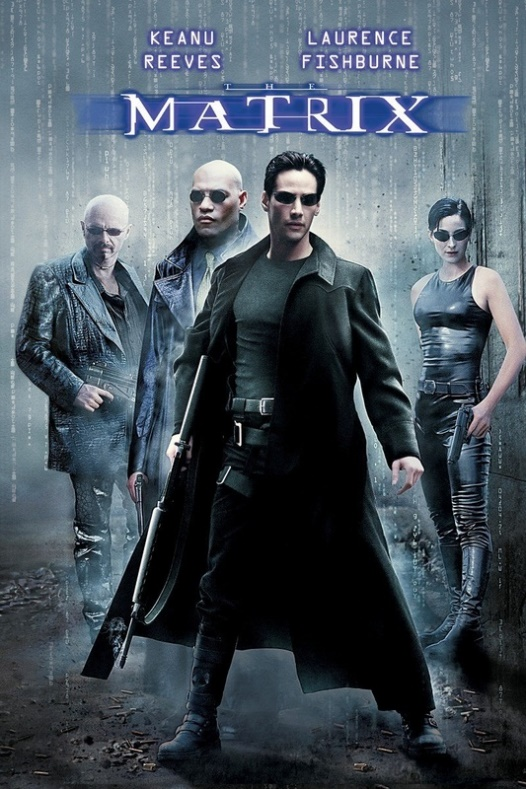 KEANU
REEVES
LAURENCE
FISHBURNE
THE
MATRIX